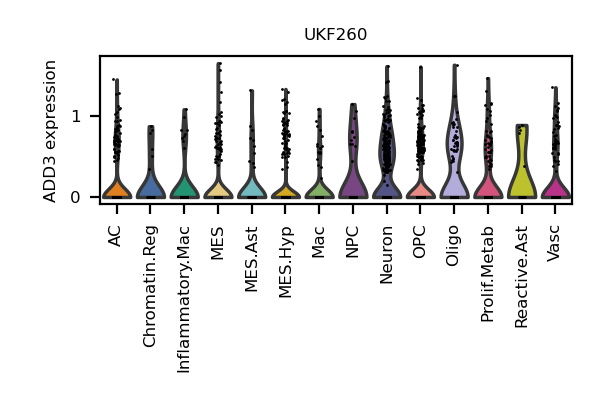 UKF260
ADD3 expression
1
0
AC
Chromatin.Reg
Inflammatory.Mac
MES
MES.Ast
MES.Hyp
Mac
NPC
Neuron
OPC
Oligo
Prolif.Metab
Reactive.Ast
Vasc